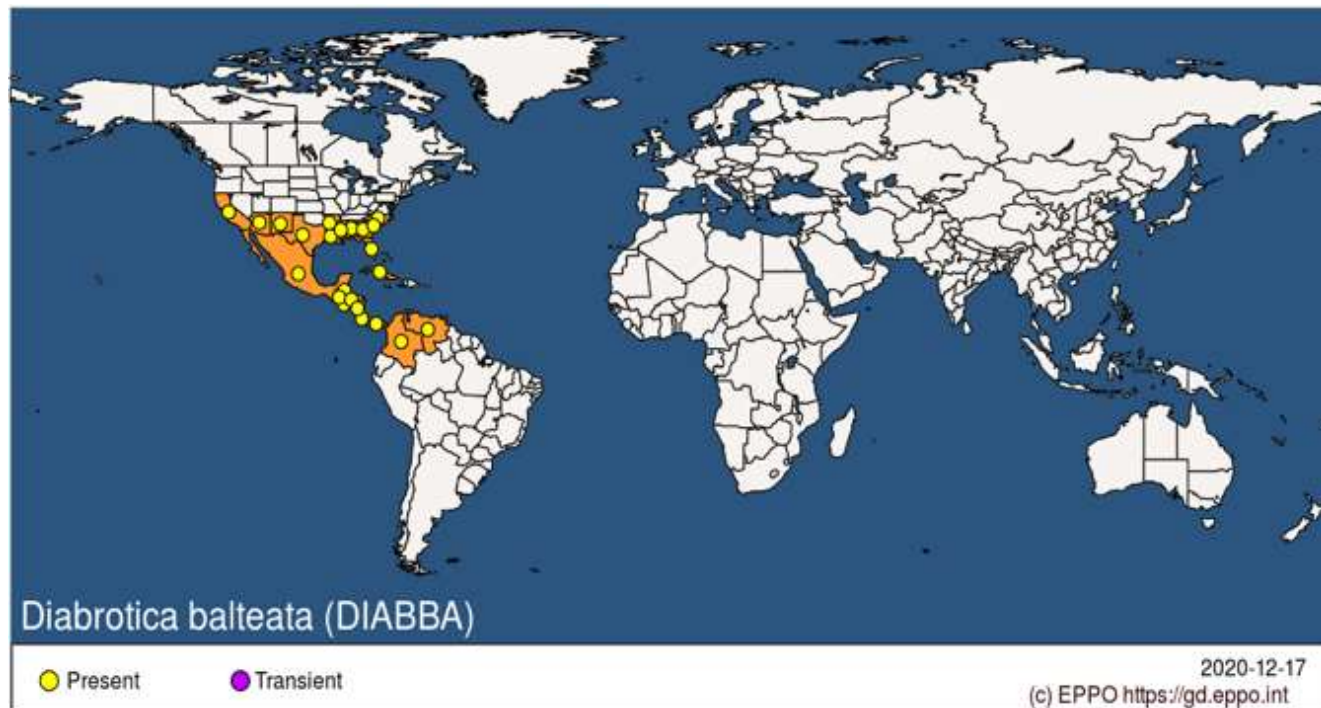 Diabrotica balteata (DIABBA)
Present
Transient
2020-12-17
(c) EPPO https://gd.eppo.int